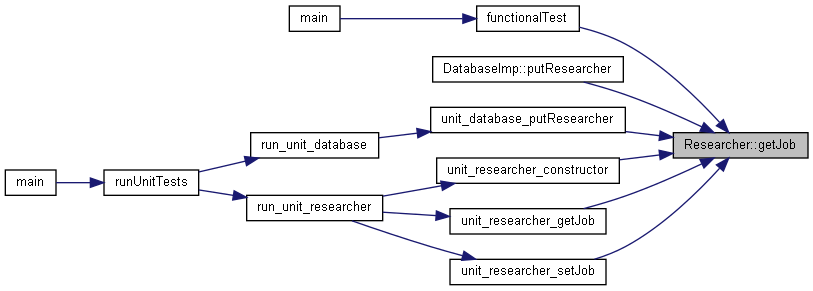 main
functionalTest
DatabaseImp::putResearcher
unit_database_putResearcher
run_unit_database
Researcher::getJob
unit_researcher_constructor
main
runUnitTests
run_unit_researcher
unit_researcher_getJob
unit_researcher_setJob